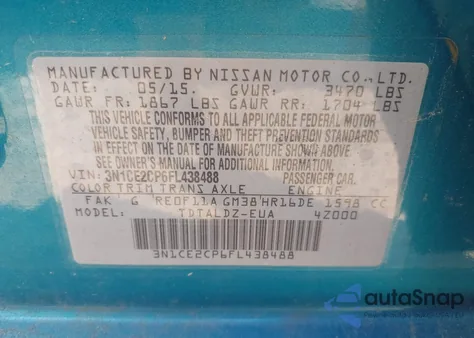 MANUFACTURED BY NISSAN MOTOR CO., LTD.
DATE: 05/15. GVWR: 3470 LBS
GAWR FR: 1867 LBS GAWR RR: 1704 LBS
THIS VEHICLE CONFORMS TO ALL APPLICABLE FEDERAL MOTOR
VEHICLE SAFETY, BUMPER AND THEFT PREVENTION STANDARDS
IN EFFECT ON THE DATE OF MANUFACTURE SHOWN ABOVE.
SEE OWNER'S MANUAL FOR ADDITIONAL INFORMATION.
VIN: 3N1CE2CP6FL438488 PASSENGER CAR.
COLOR TRIM TRANS AXLE ENGINE
FAK G RE0F11A GM38 HR16DE 1598 CC
MODEL: TDTALDZ-EUA 4Z000
3N1CE2CP6FL438488
autoSnap